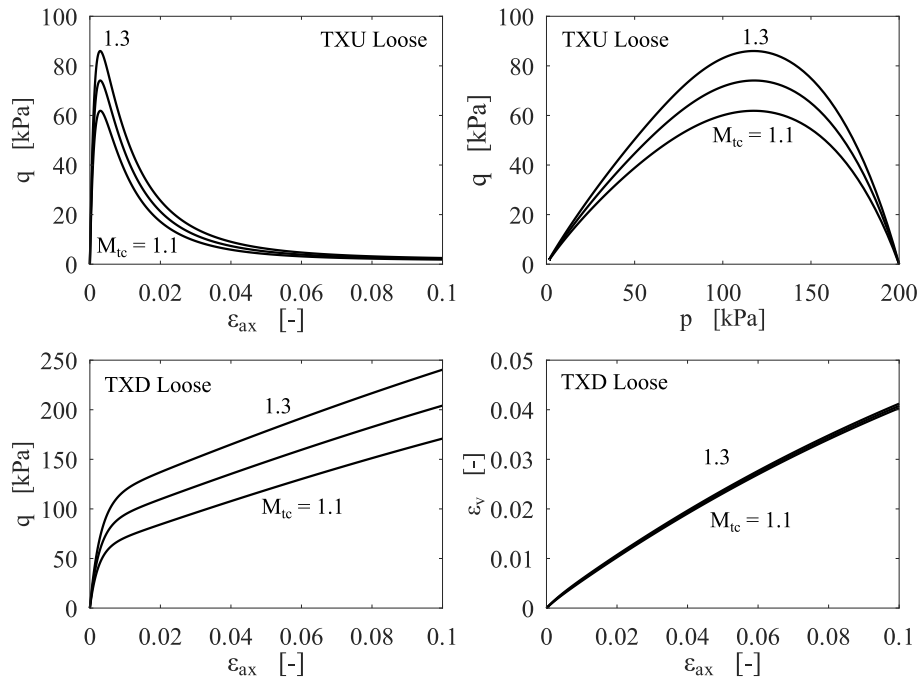 100
80
60
40
20
0
q [kPa]
TXU Loose
1.3
M_tc = 1.1
0 0.02 0.04 0.06 0.08 0.1
ε_ax [-]
100
80
60
40
20
0
q [kPa]
TXU Loose
1.3
M_tc = 1.1
0 50 100 150 200
p [kPa]
250
200
150
100
50
0
q [kPa]
TXD Loose
1.3
M_tc = 1.1
0 0.02 0.04 0.06 0.08 0.1
ε_ax [-]
0.05
0.04
0.03
0.02
0.01
0
ε_v [-]
TXD Loose
1.3
M_tc = 1.1
0 0.02 0.04 0.06 0.08 0.1
ε_ax [-]